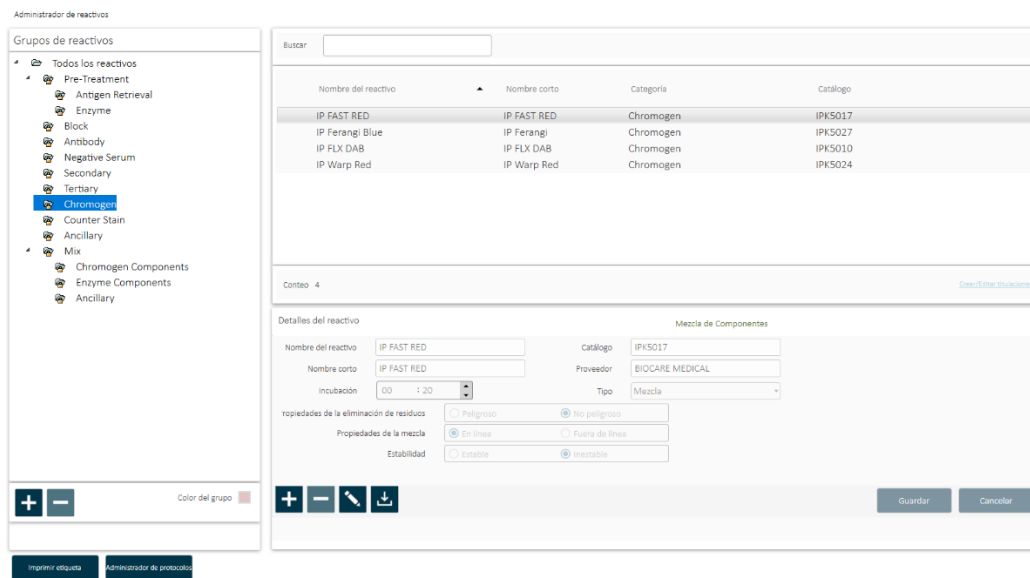 Administrador de reactivos
Grupos de reactivos
Todos los reactivos
Pre-Treatment
Antigen Retrieval
Enzyme
Block
Antibody
Negative Serum
Secondary
Tertiary
Chromogen
Counter Stain
Ancillary
Mix
Chromogen Components
Enzyme Components
Ancillary
Color del grupo
Buscar
Nombre del reactivo Nombre corto Categoría Catálogo
IP FAST RED IP FAST RED Chromogen IPK5017
IP Ferangi Blue IP Ferangi Chromogen IPK5027
IP FLX DAB IP FLX DAB Chromogen IPK5010
IP Warp Red IP Warp Red Chromogen IPK5024
Conteo 4 Creer/Editar titulaciones
Detalles del reactivo Mezcla de Componentes
Nombre del reactivo IP FAST RED Catálogo IPK5017
Nombre corto IP FAST RED Proveedor BIOCARE MEDICAL
Incubación 00 : 20 Tipo Mezcla
ropiedades de la eliminación de residuos Peligroso No peligroso
Propiedades de la mezcla En línea Fuera de línea
Estabilidad Estable Inestable
Guardar Cancelar
Imprimir etiqueta Administrador de protocolos